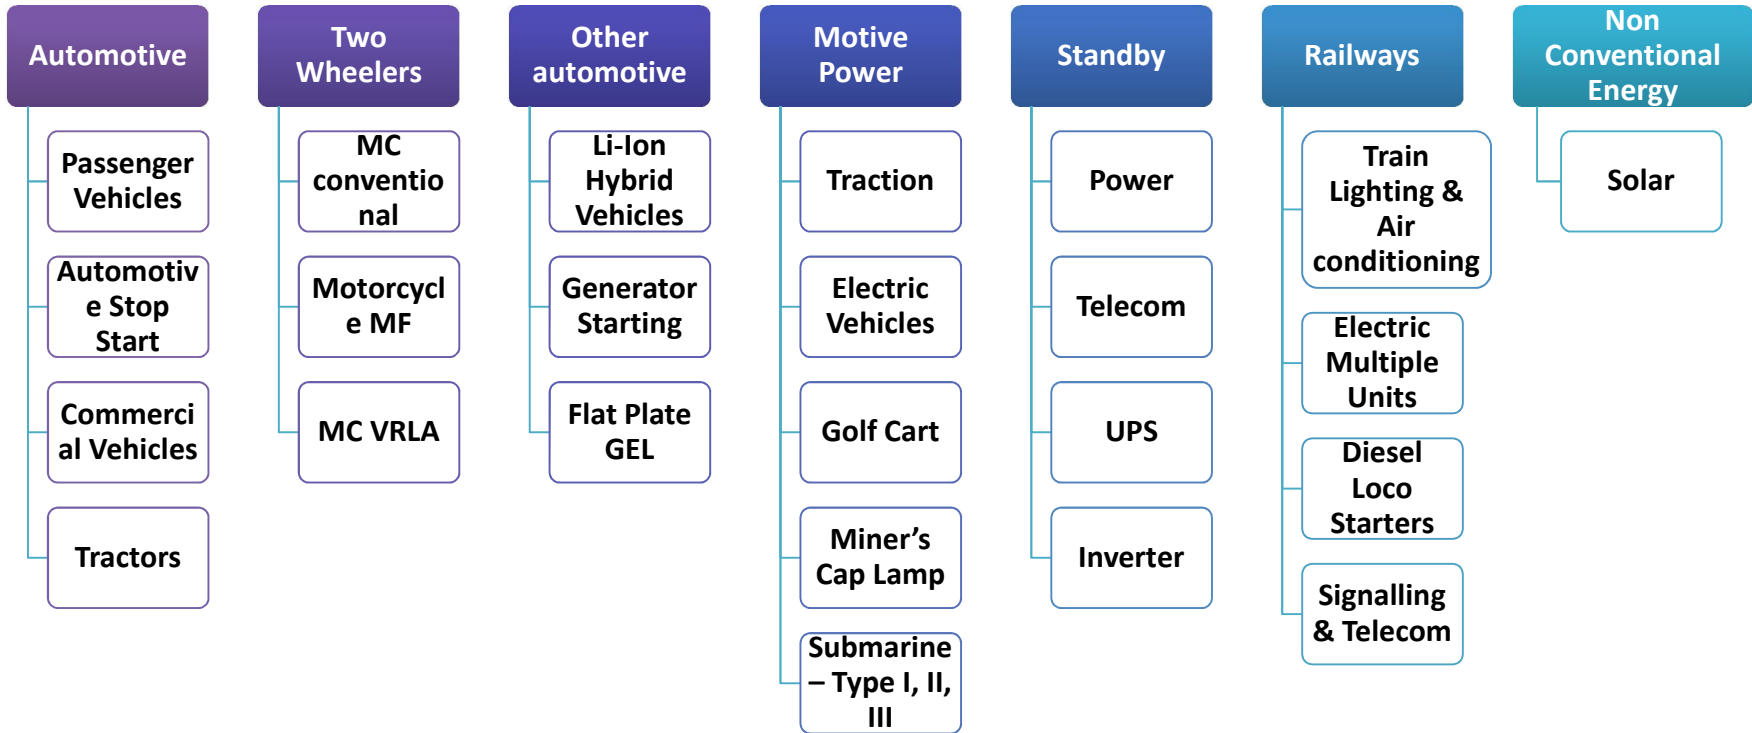 Automotive
Passenger
Vehicles
Automotiv
e Stop
Start
Commerci
al Vehicles
Tractors
Two
Wheelers
MC
conventio
nal
Motorcycl
e MF
MC VRLA
Other
automotive
Li-Ion
Hybrid
Vehicles
Generator
Starting
Flat Plate
GEL
Motive
Power
Traction
Electric
Vehicles
Golf Cart
Miner’s
Cap Lamp
Submarine
– Type I, II,
III
Standby
Power
Telecom
UPS
Inverter
Railways
Train
Lighting &
Air
conditioning
Electric
Multiple
Units
Diesel
Loco
Starters
Signalling
& Telecom
Non
Conventional
Energy
Solar